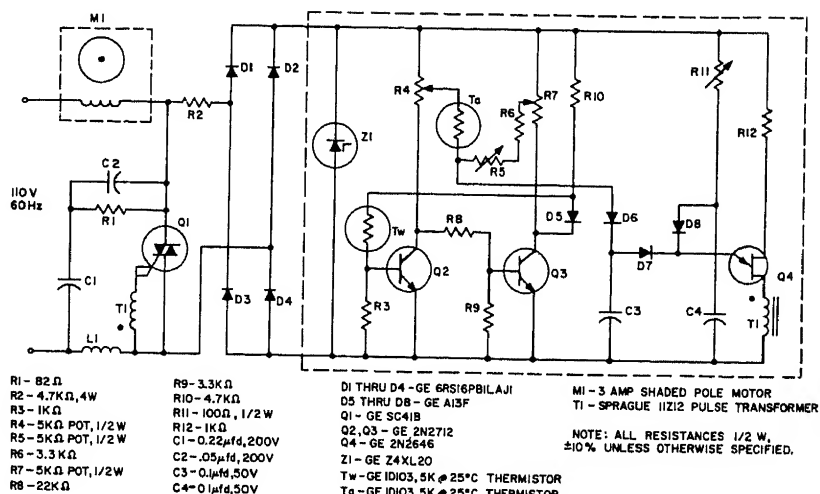 M1
D1
D2
R2
R4
Ta
R7
R6
R10
R11
R12
Z1
R5
C2
110V
60Hz
R1
Q1
D5
D6
D8
Tw
R8
D7
Q4
Q2
Q3
C1
T1
D3
D4
R3
R9
C3
C4
T1
L1
R1-82Ω
R2-4.7KΩ,4W
R3-1KΩ
R4-5KΩ POT,1/2W
R5-5KΩ POT,1/2W
R6-3.3KΩ
R7-5KΩ POT,1/2W
R8-22KΩ
R9-3.3KΩ
R10-4.7KΩ
R11-100Ω, 1/2W
R12-1KΩ
C1-0.22μfd,200V
C2-.05μfd,200V
C3-0.1μfd,50V
C4-0.1μfd,50V
D1 THRU D4-GE 6RS16PB1LAJ1
D5 THRU D8-GE A13F
Q1- GE SC41B
Q2,Q3- GE 2N2712
Q4-GE 2N2646
Z1-GE Z4XL20
Tw-GE ID103,5K @ 25°C THERMISTOR
Ta-GE ID103,5K @ 25°C THERMISTOR
M1-3 AMP SHADED POLE MOTOR
T1- SPRAGUE 11Z12 PULSE TRANSFORMER
NOTE: ALL RESISTANCES 1/2 W,
±10% UNLESS OTHERWISE SPECIFIED.